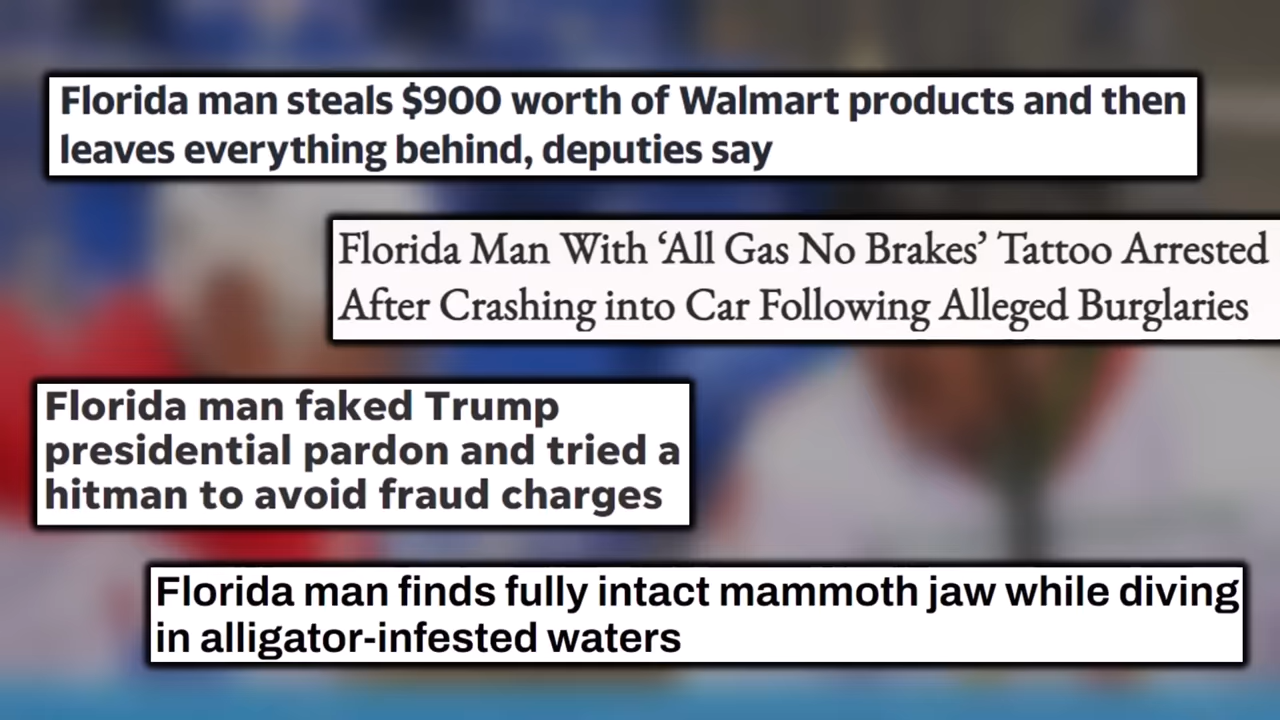 Florida man steals $900 worth of Walmart products and then
leaves everything behind, deputies say
Florida Man With ‘All Gas No Brakes’ Tattoo Arrested
After Crashing into Car Following Alleged Burglaries
Florida man faked Trump
presidential pardon and tried a
hitman to avoid fraud charges
Florida man finds fully intact mammoth jaw while diving
in alligator-infested waters